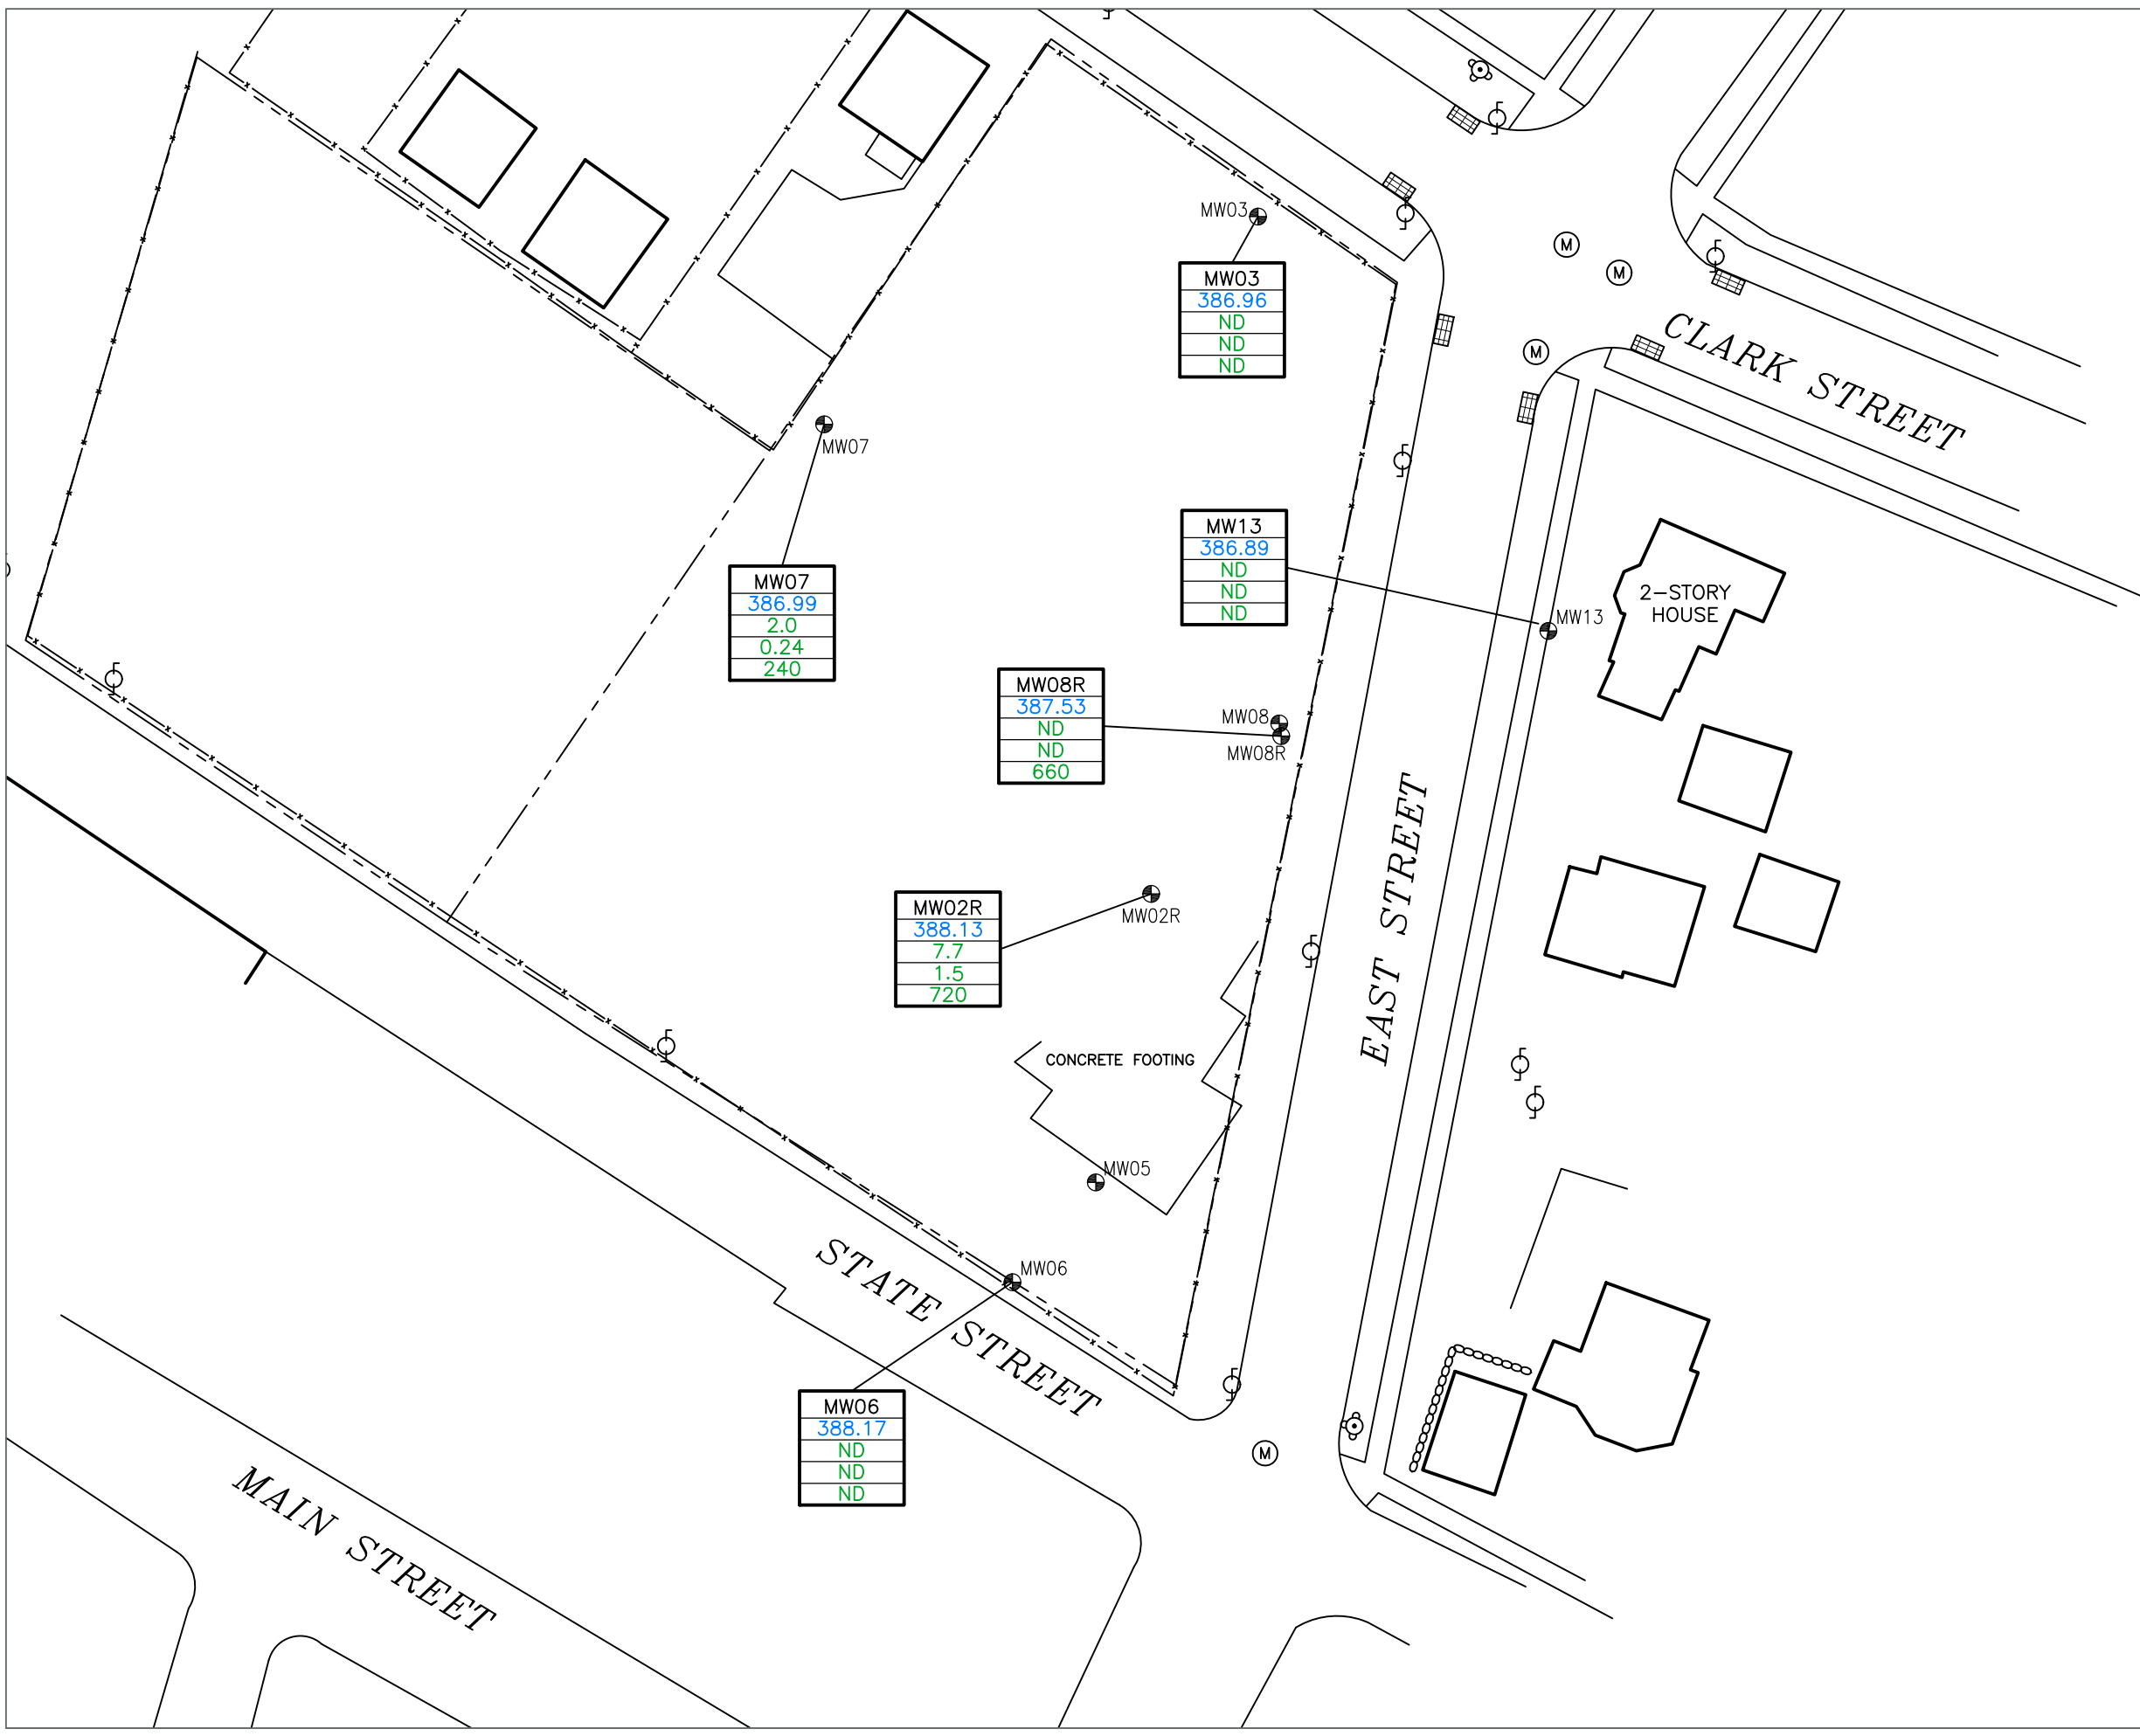 MW03
MW03
386.96
ND
ND
ND
M
M
M
CLARK STREET
MW07
MW07
386.99
2.0
0.24
240
MW13
386.89
ND
ND
ND
MW13
2-STORY
HOUSE
MW08R
387.53
ND
ND
660
MW08
MW08R
EAST STREET
MW02R
388.13
7.7
1.5
720
MW02R
CONCRETE FOOTING
MW05
MW06
STATE STREET
MW06
388.17
ND
ND
ND
M
MAIN STREET